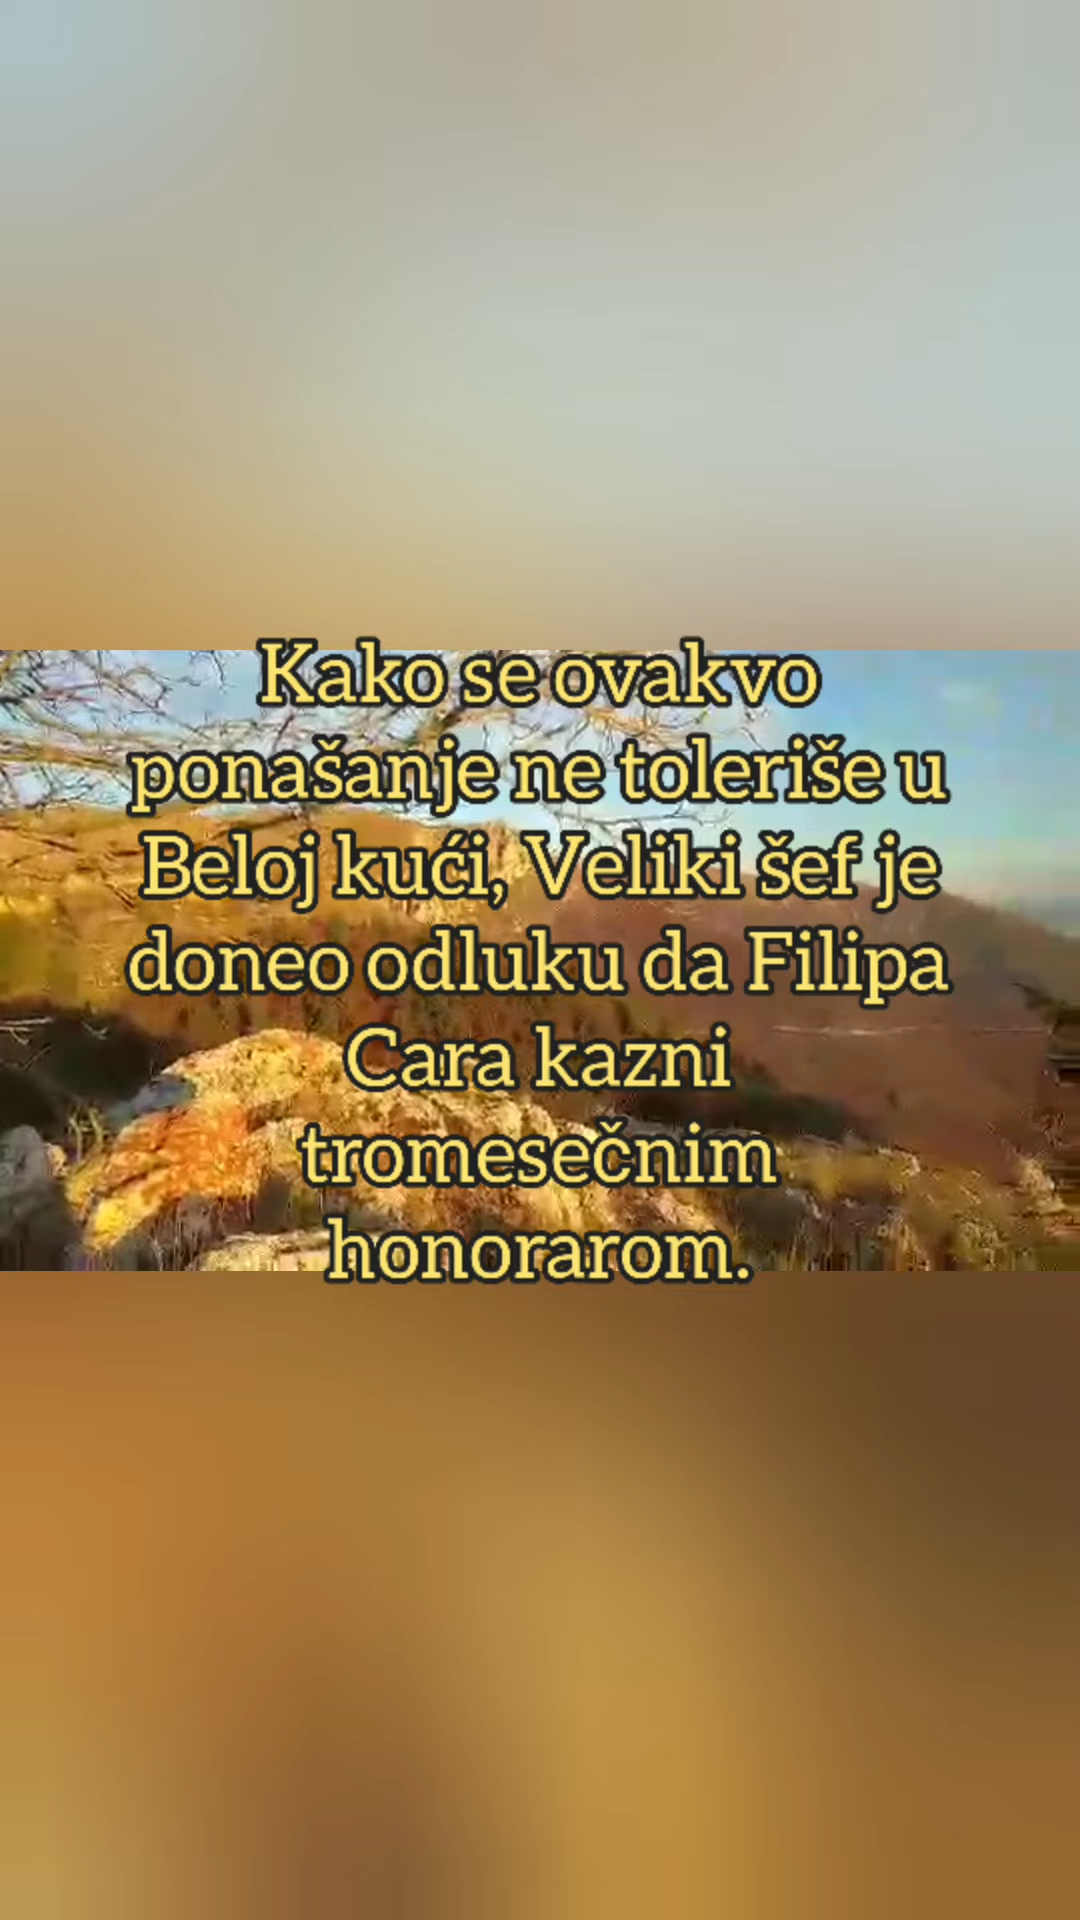 Kako se ovakvo
ponašanje ne toleriše u
Beloj kući, Veliki šef je
doneo odluku da Filipa
Cara kazni
tromesečnim
honorarom.